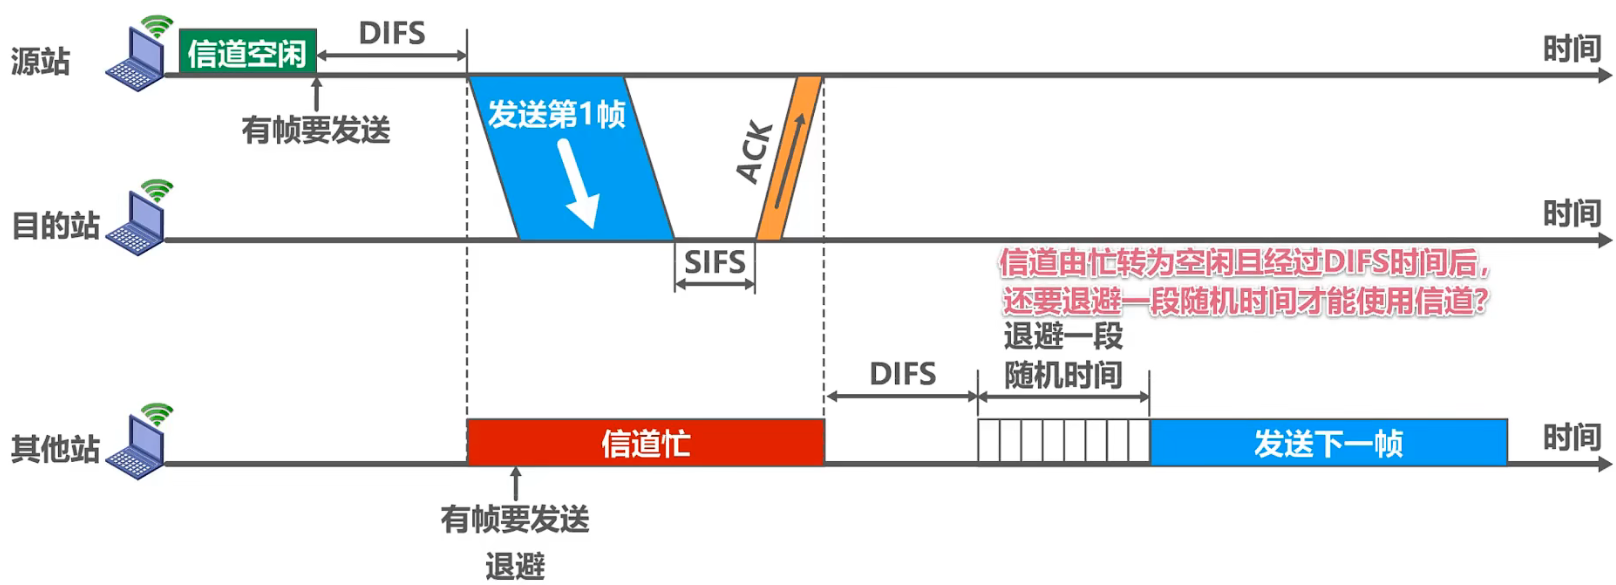 源站
信道空闲
DIFS
时间
有帧要发送
发送第1帧
ACK
目的站
时间
SIFS
信道由忙转为空闲且经过DIFS时间后，
还要退避一段随机时间才能使用信道？
退避一段
随机时间
DIFS
其他站
信道忙
发送下一帧
时间
有帧要发送
退避